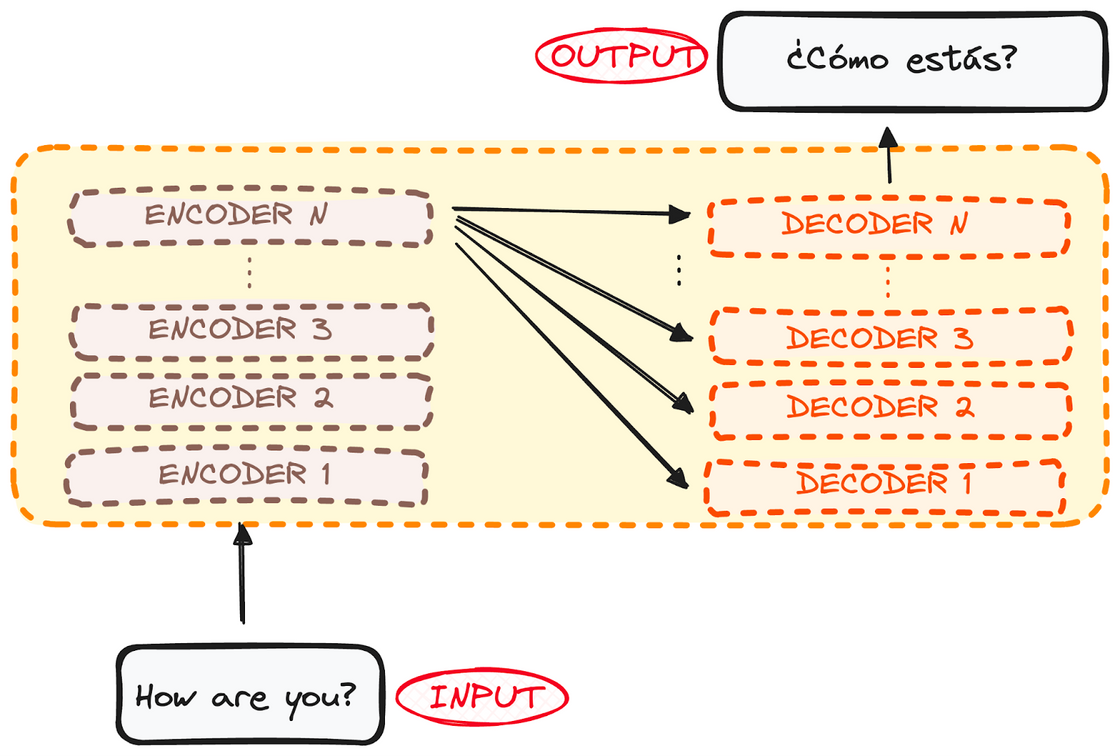 OUTPUT
¿Cómo estás?
ENCODER N
ENCODER 3
ENCODER 2
ENCODER 1
DECODER N
DECODER 3
DECODER 2
DECODER 1
How are you?
INPUT